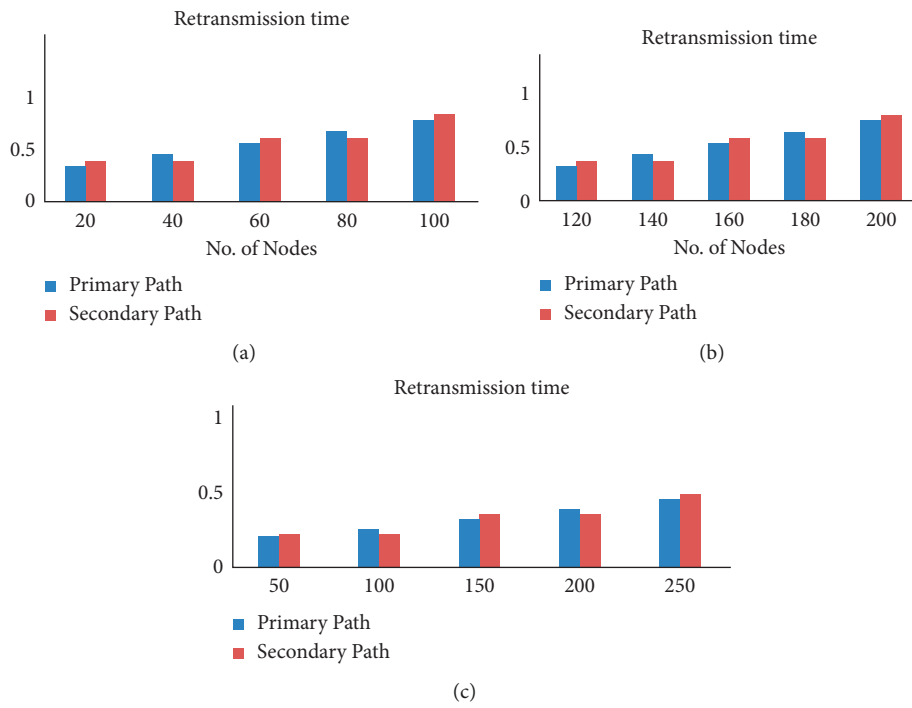 Retransmission time
1
0.5
0
20 40 60 80 100
No. of Nodes
Primary Path
Secondary Path
(a)
Retransmission time
1
0.5
0
120 140 160 180 200
No. of Nodes
Primary Path
Secondary Path
(b)
Retransmission time
1
0.5
0
50 100 150 200 250
Primary Path
Secondary Path
(c)